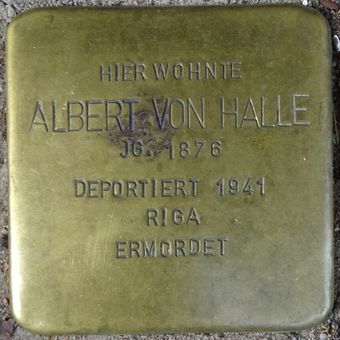 HIER WOHNTE
ALBERT VON HALLE
JG. 1876
DEPORTIERT 1941
RIGA
ERMORDET